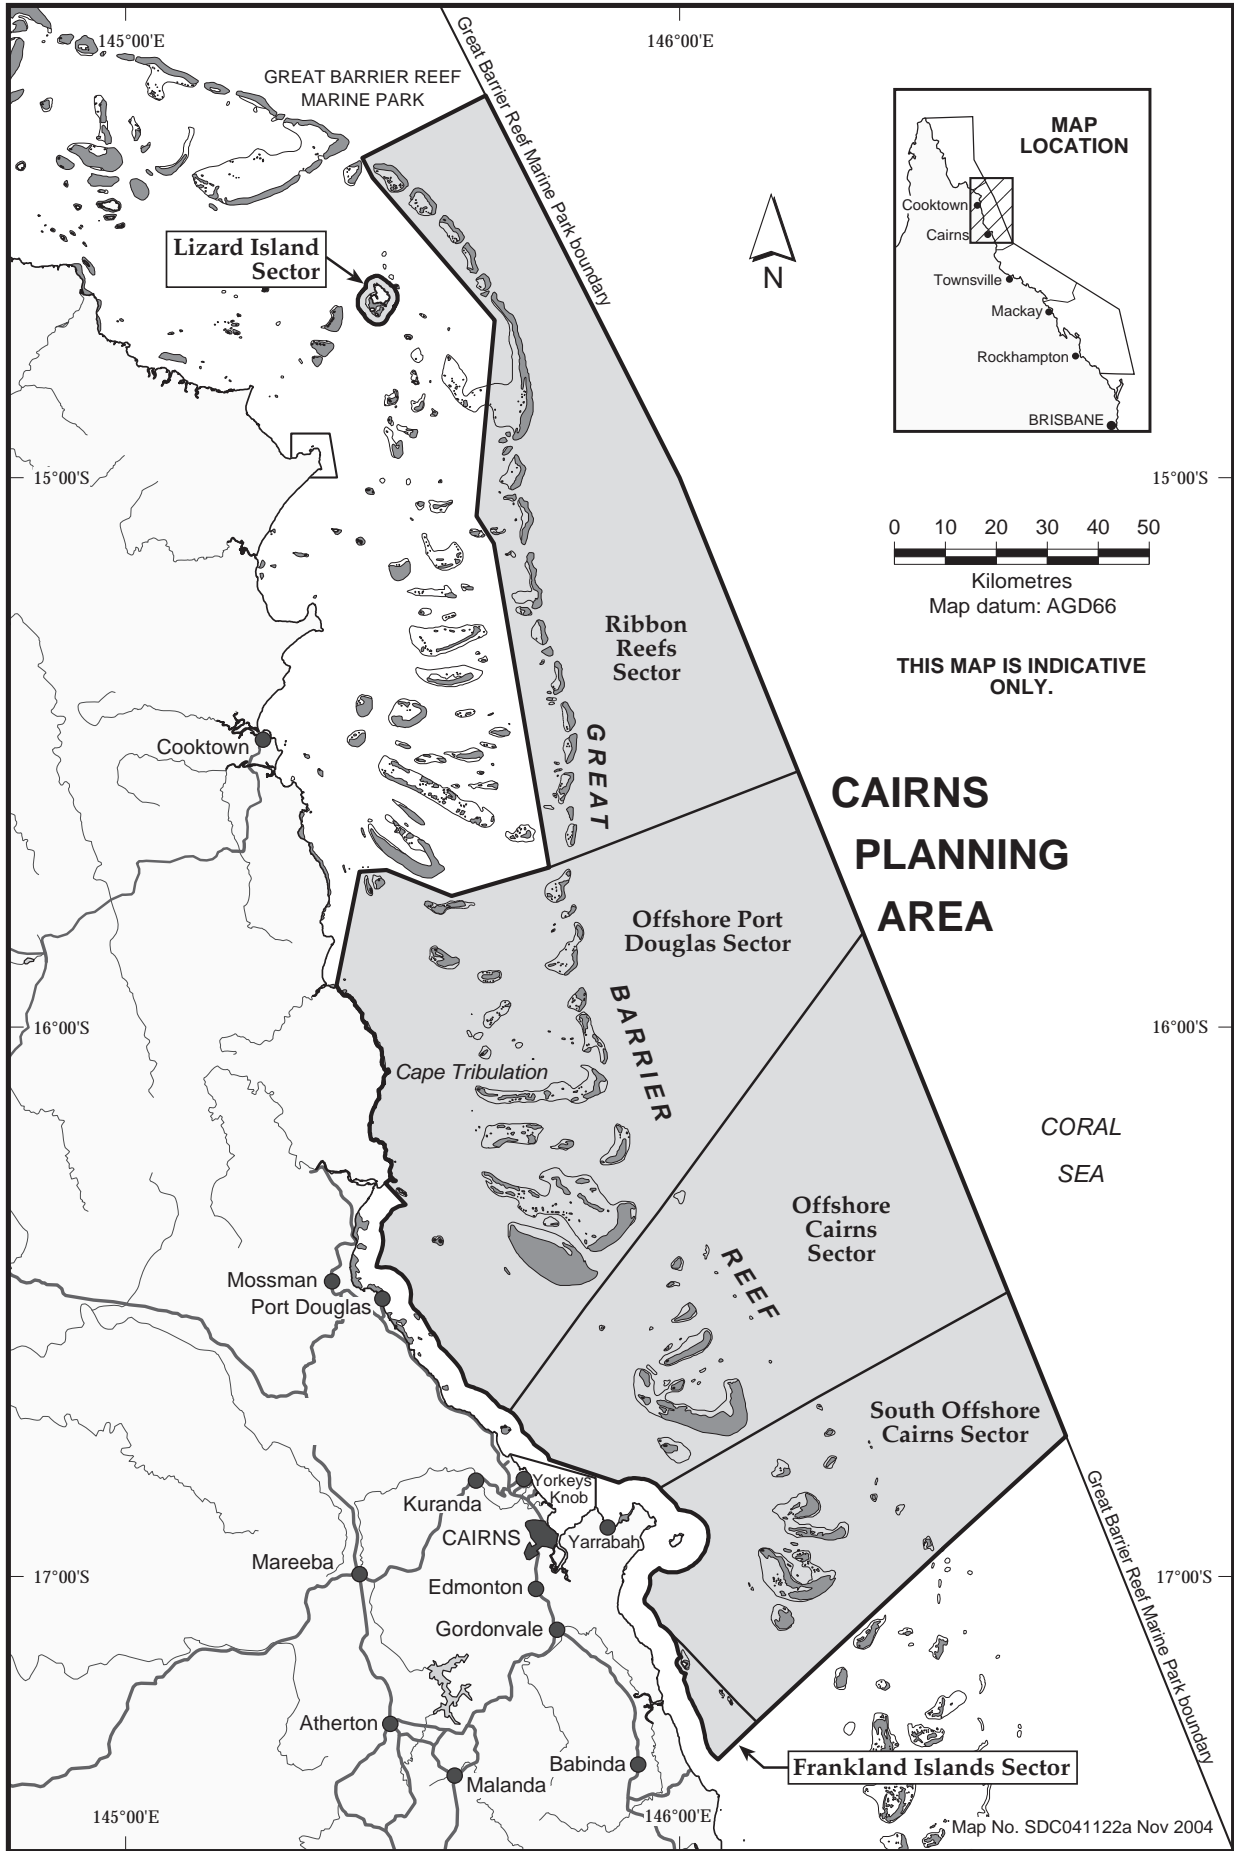 145°00'E
146°00'E
Great Barrier Reef Marine Park boundary
GREAT BARRIER REEF
MARINE PARK
MAP
LOCATION
Cooktown
Cairns
Townsville
Mackay
Rockhampton
BRISBANE
Lizard Island
Sector
N
15°00'S
15°00'S
0 10 20 30 40 50
Kilometres
Map datum: AGD66
THIS MAP IS INDICATIVE
ONLY.
Ribbon
Reefs
Sector
Cooktown
GREAT
CAIRNS
PLANNING
AREA
Offshore Port
Douglas Sector
BARRIER
16°00'S
16°00'S
Cape Tribulation
CORAL
SEA
Offshore
Cairns
Sector
REEF
Mossman
Port Douglas
South Offshore
Cairns Sector
Kuranda
Yorkeys
Knob
CAIRNS
Yarrabah
Mareeba
Edmonton
17°00'S
17°00'S
Gordonvale
Great Barrier Reef Marine Park boundary
Atherton
Babinda
Malanda
Frankland Islands Sector
145°00'E
146°00'E
Map No. SDC041122a Nov 2004